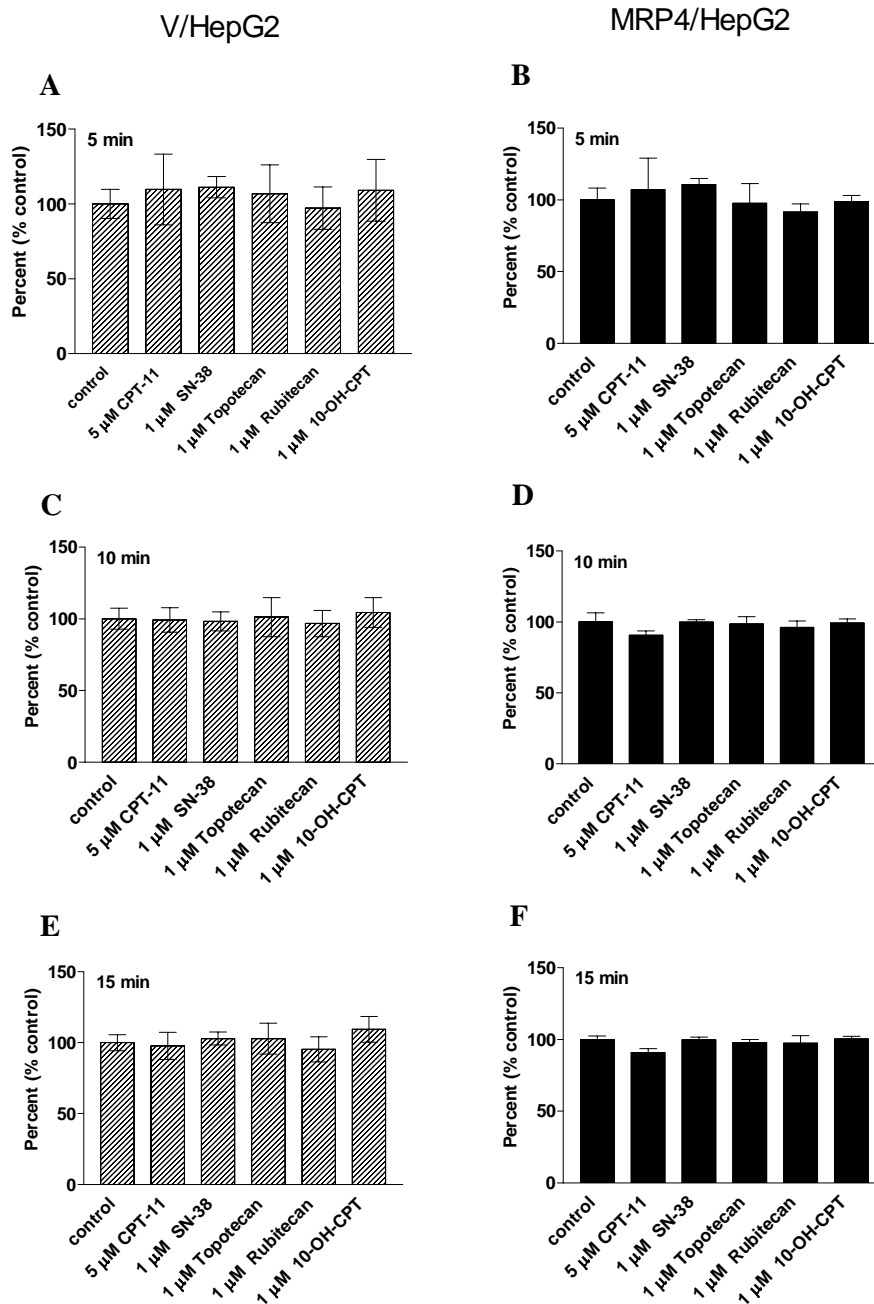 V/HepG2
MRP4/HepG2
A
5 min
Percent (% control)
150
100
50
0
control
5 μM CPT-11
1 μM SN-38
1 μM Topotecan
1 μM Rubitecan
1 μM 10-OH-CPT
B
5 min
Percent (% control)
150
100
50
0
control
5 μM CPT-11
1 μM SN-38
1 μM Topotecan
1 μM Rubitecan
1 μM 10-OH-CPT
C
10 min
Percent (% control)
150
100
50
0
control
5 μM CPT-11
1 μM SN-38
1 μM Topotecan
1 μM Rubitecan
1 μM 10-OH-CPT
D
10 min
Percent (% control)
150
100
50
0
control
5 μM CPT-11
1 μM SN-38
1 μM Topotecan
1 μM Rubitecan
1 μM 10-OH-CPT
E
15 min
Percent (% control)
150
100
50
0
control
5 μM CPT-11
1 μM SN-38
1 μM Topotecan
1 μM Rubitecan
1 μM 10-OH-CPT
F
15 min
Percent (% control)
150
100
50
0
control
5 μM CPT-11
1 μM SN-38
1 μM Topotecan
1 μM Rubitecan
1 μM 10-OH-CPT